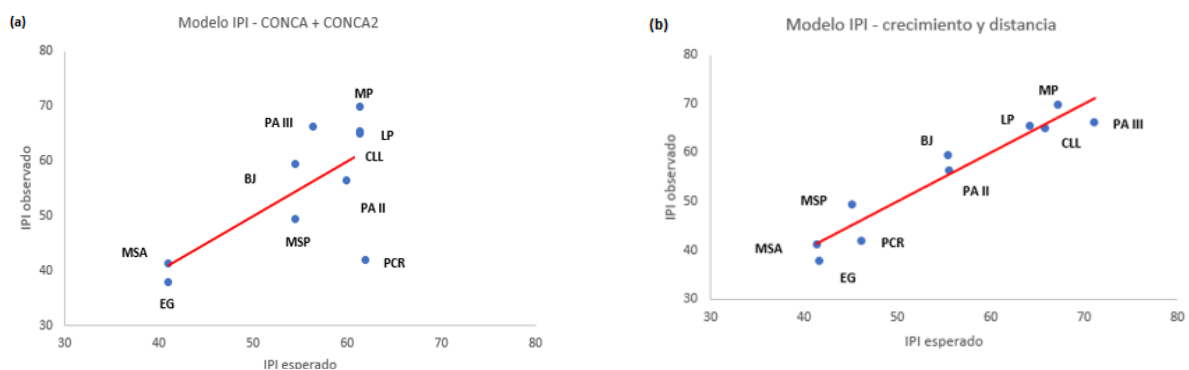 (a)
Modelo IPI - CONCA + CONCA2
80
70
60
50
40
30
IPI observado
MP
PA III
LP
CLL
BJ
PA II
MSP
MSA
PCR
EG
30 40 50 60 70 80
IPI esperado
(b)
Modelo IPI - crecimiento y distancia
80
70
60
50
40
30
IPI observado
MP
LP
PA III
BJ
CLL
PA II
MSP
PCR
MSA
EG
30 40 50 60 70 80
IPI esperado